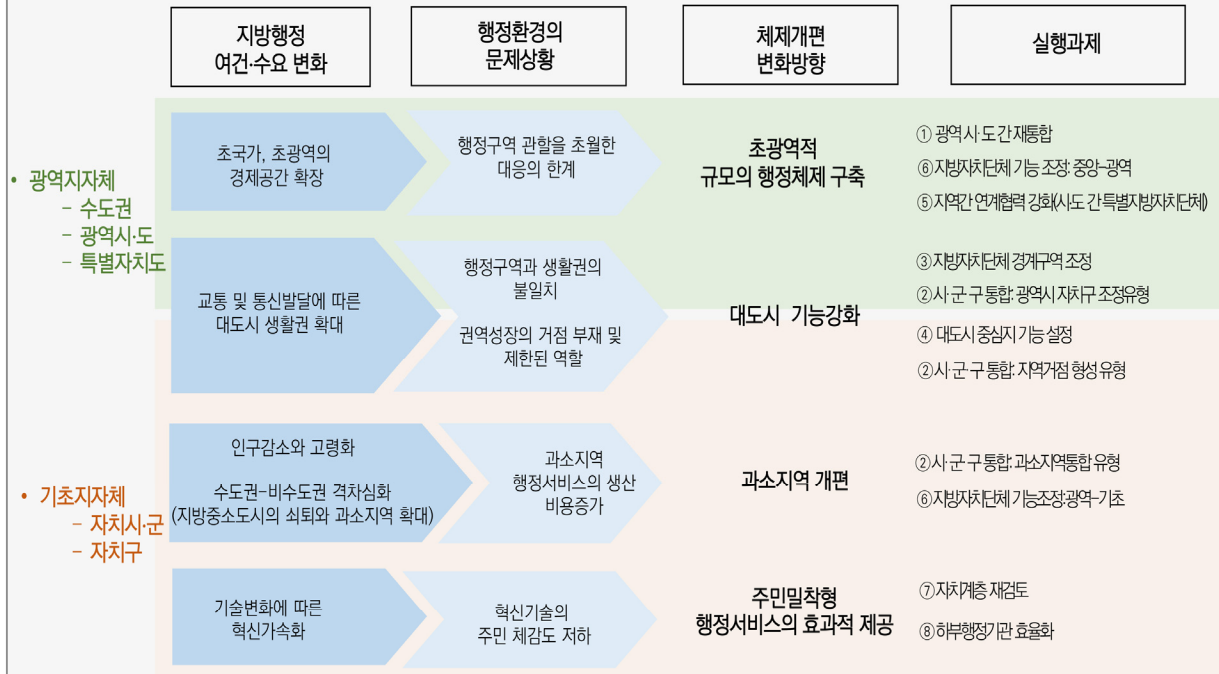 지방행정
여건·수요 변화
행정환경의
문제상황
체제개편
변화방향
실행과제
• 광역지자체
– 수도권
– 광역시·도
– 특별자치도
초국가, 초광역의
경제공간 확장
행정구역 관할을 초월한
대응의 한계
초광역적
규모의 행정체제 구축
① 광역시·도간 재통합
⑥ 지방자치단체 기능 조정: 중앙-광역
⑤ 지역간 연계협력 강화(시·도 간 특별지방자치단체)
교통 및 통신발달에 따른
대도시 생활권 확대
행정구역과 생활권의
불일치
권역성장의 거점 부재 및
제한된 역할
대도시 기능강화
③ 지방자치단체 경계구역 조정
② 시·군·구 통합: 광역시 자치구 조정유형
④ 대도시 중심지 기능 설정
② 시·군·구 통합: 지역거점 형성 유형
• 기초지자체
– 자치시·군
– 자치구
인구감소와 고령화
수도권-비수도권 격차심화
(지방중소도시의 쇠퇴와 과소지역 확대)
과소지역
행정서비스의 생산
비용증가
과소지역 개편
② 시·군·구 통합: 과소지역통합 유형
⑥ 지방자치단체 기능조정:광역-기초
기술변화에 따른
혁신가속화
혁신기술의
주민 체감도 저하
주민밀착형
행정서비스의 효과적 제공
⑦ 자치계층 재검토
⑧ 하부행정기관 효율화